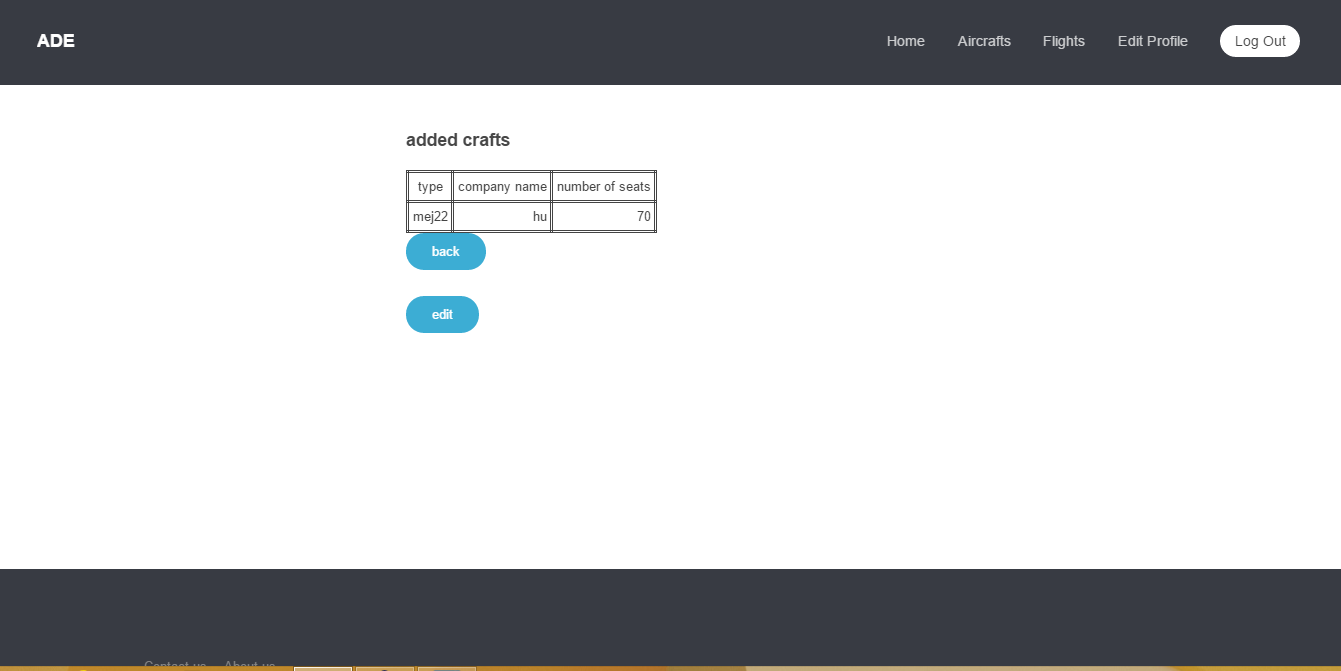 ADE Home Aircrafts Flights Edit Profile Log Out
added crafts
type company name number of seats
mej22 hu 70
back
edit
Contact us About us